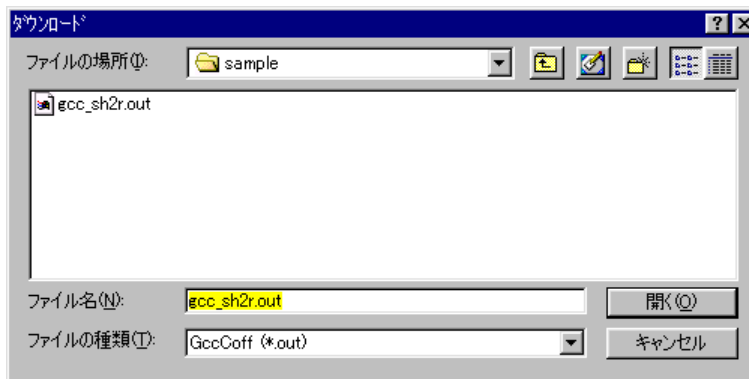 ﾀﾞｳﾝﾛｰﾄﾞ
ファイルの場所(I): sample
gcc_sh2r.out
ファイル名(N): gcc_sh2r.out 開く(O)
ファイルの種類(T): GccCoff (*.out) キャンセル